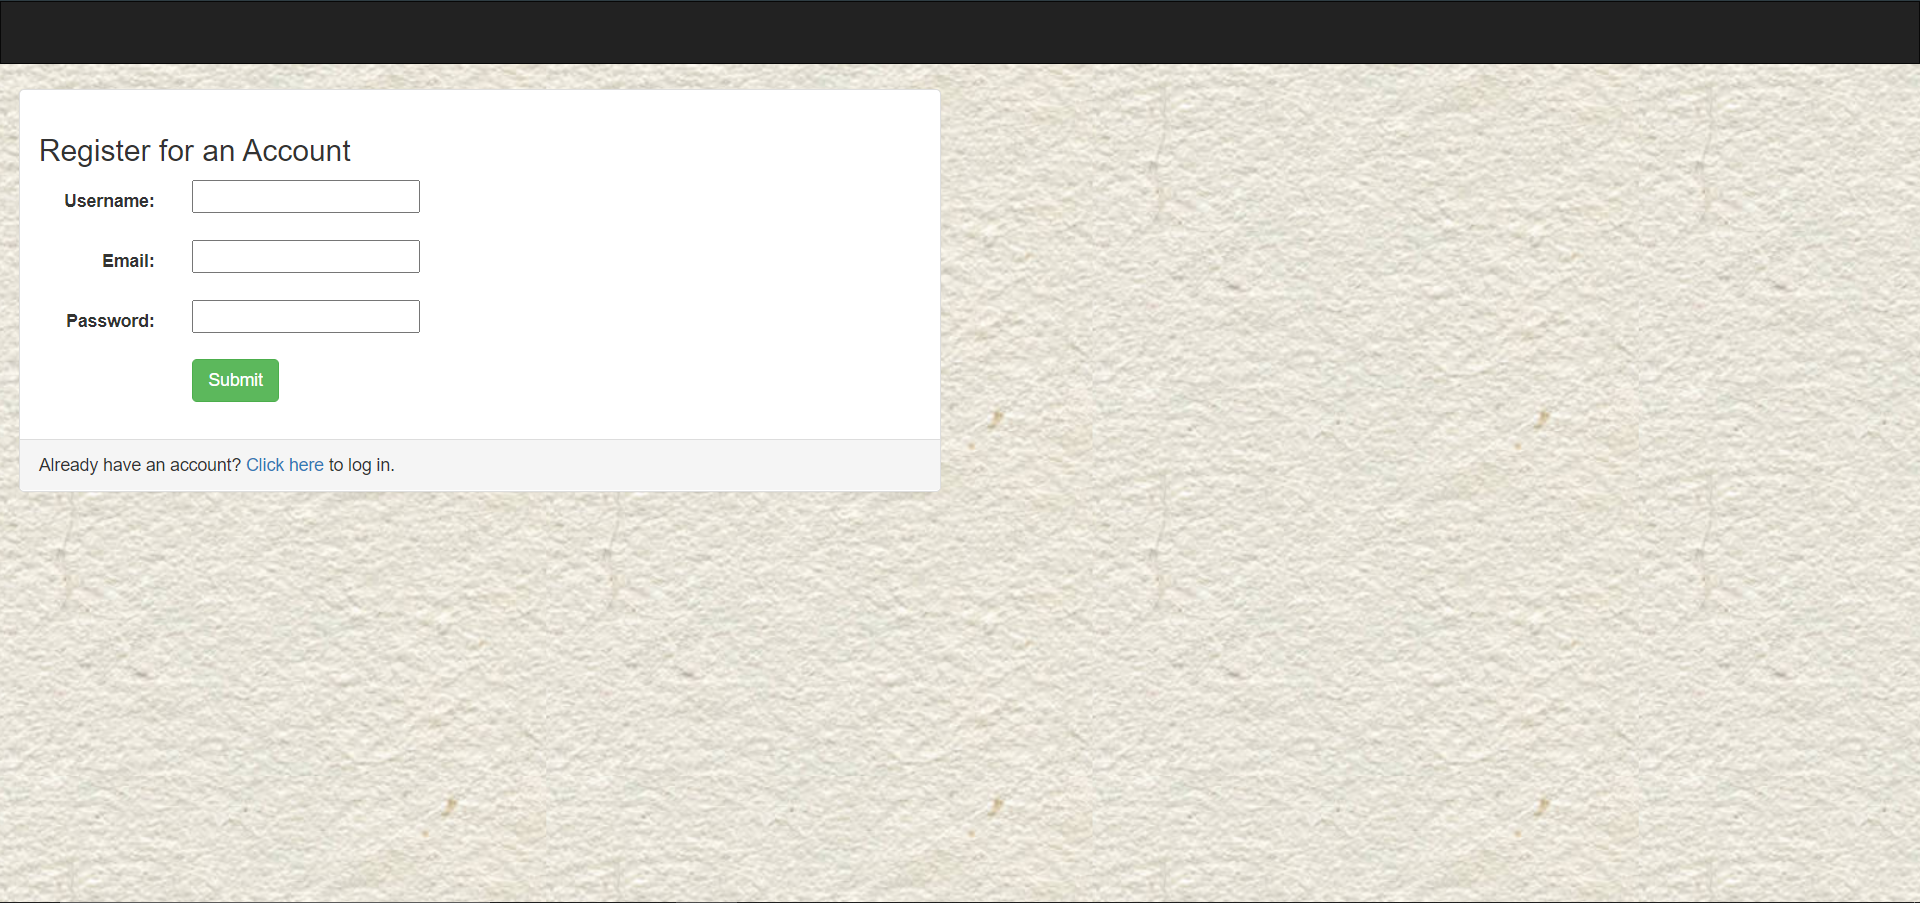 Register for an Account
Username:
Email:
Password:
Submit
Already have an account? Click here to log in.